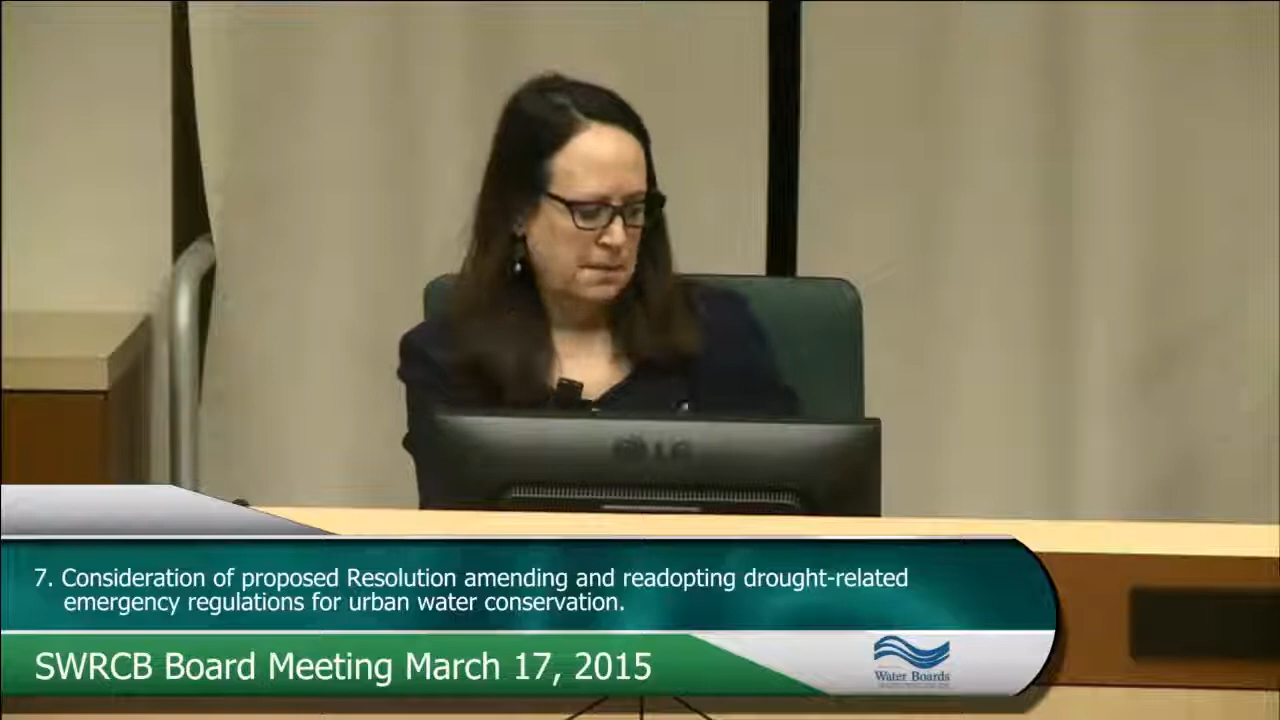 LG
7. Consideration of proposed Resolution amending and readopting drought-related
emergency regulations for urban water conservation.
SWRCB Board Meeting March 17, 2015
Water Boards